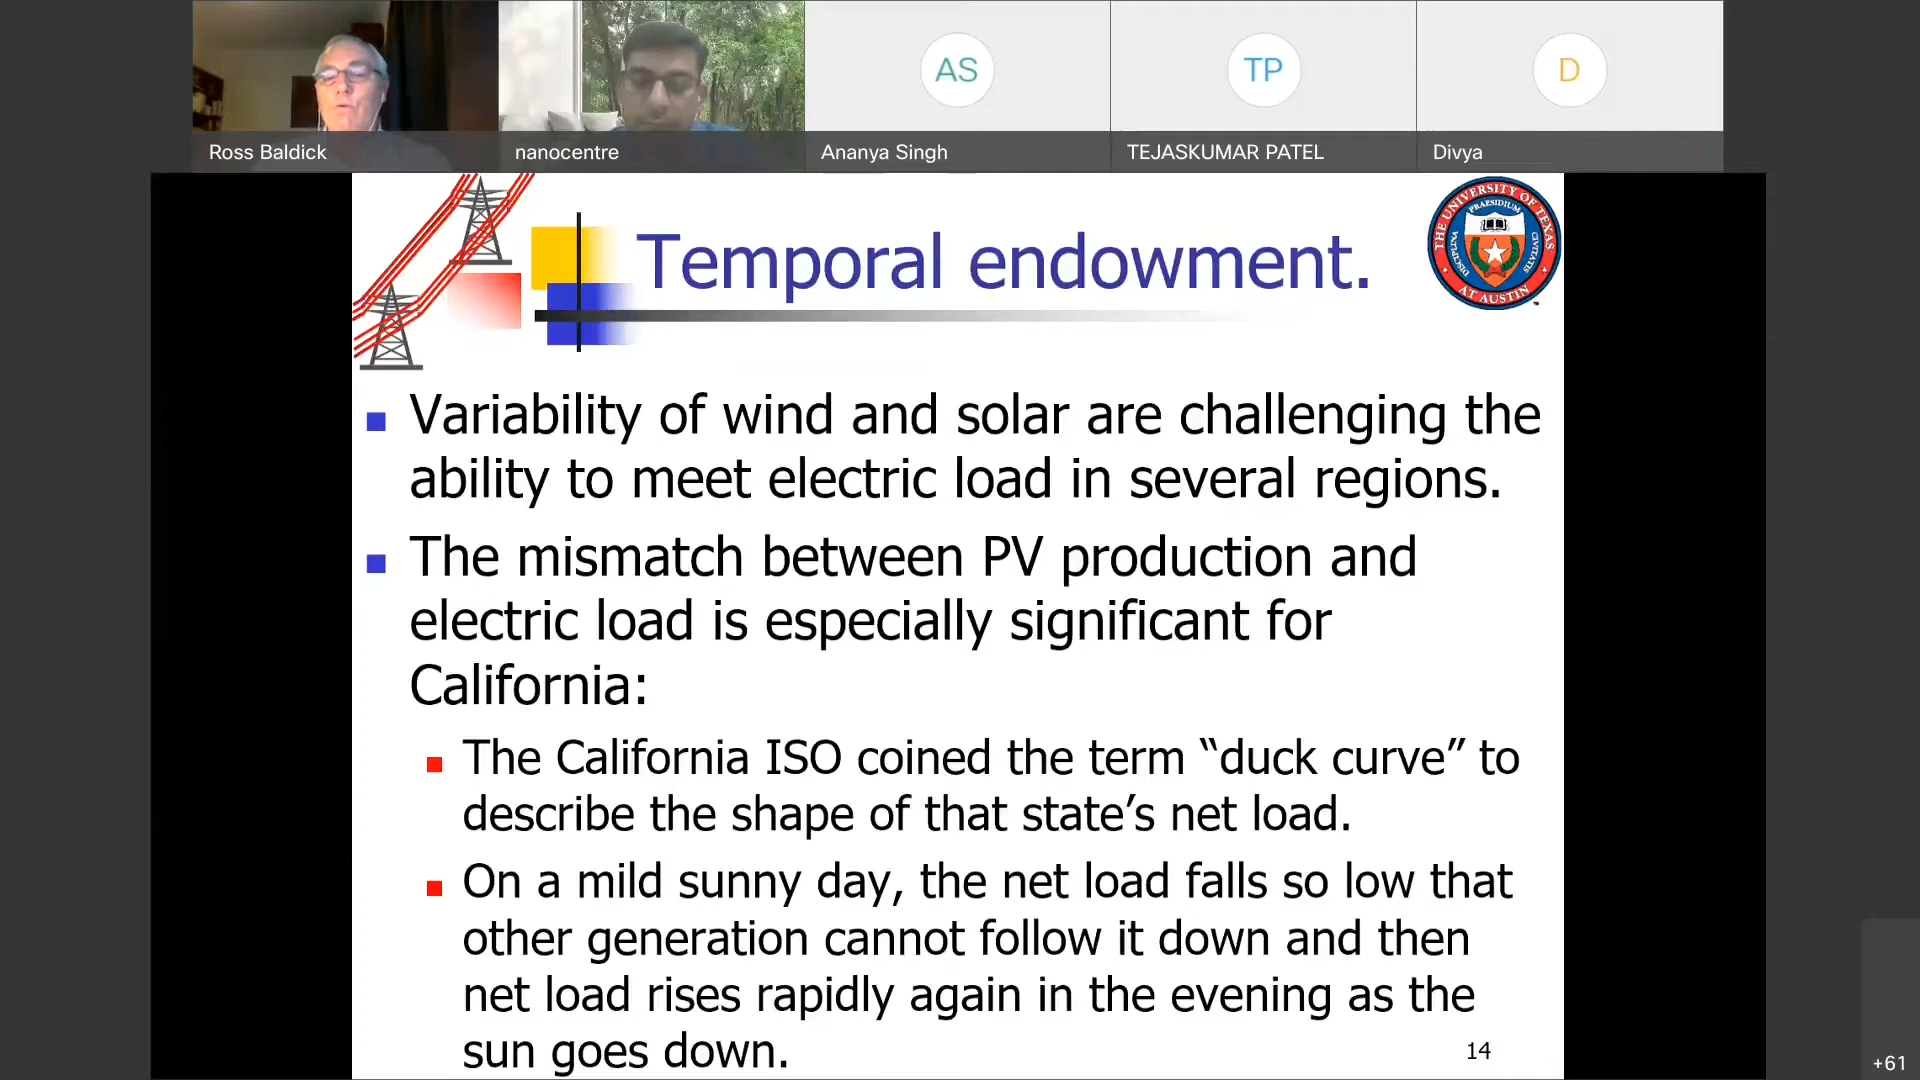 AS
TP
D
Ross Baldick
nanocentre
Ananya Singh
TEJASKUMAR PATEL
Divya
Temporal endowment.
THE UNIVERSITY OF TEXAS
AT AUSTIN
PRAESIDIUM
DISCIPLINA
CIVITATIS
Variability of wind and solar are challenging the
ability to meet electric load in several regions.
The mismatch between PV production and
electric load is especially significant for
California:
The California ISO coined the term “duck curve” to
describe the shape of that state’s net load.
On a mild sunny day, the net load falls so low that
other generation cannot follow it down and then
net load rises rapidly again in the evening as the
sun goes down.
14
+61